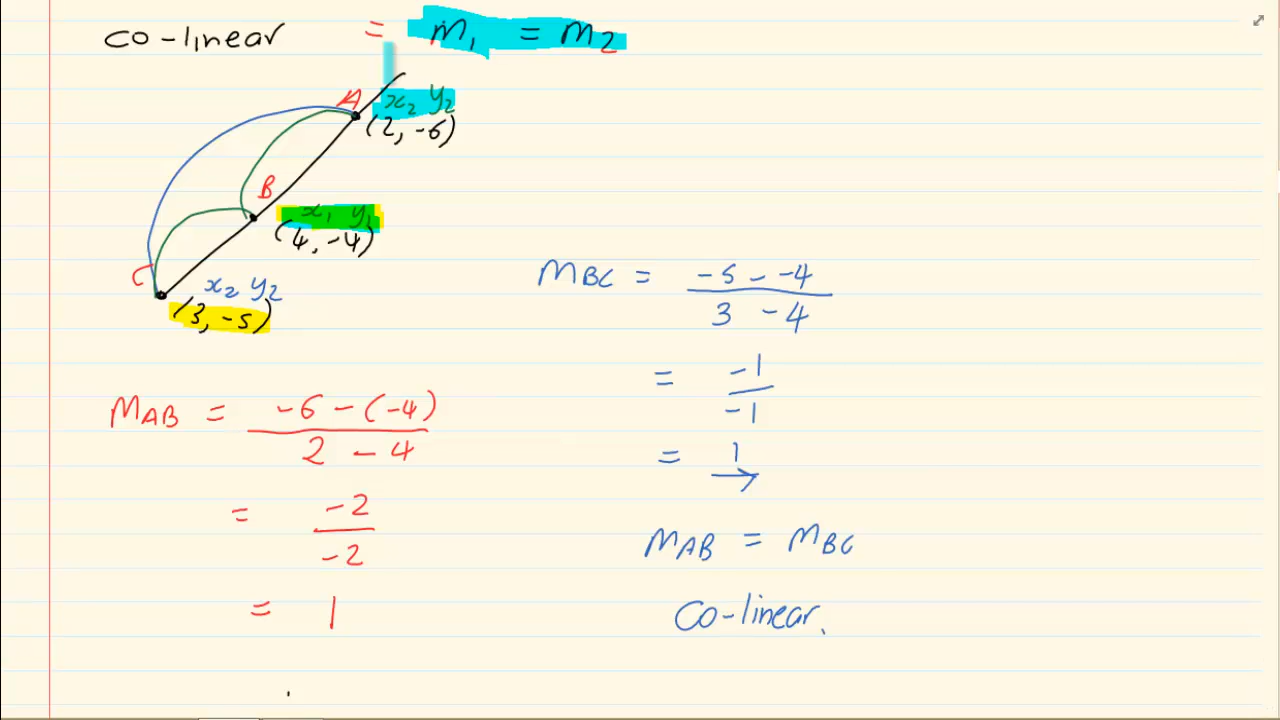 co-linear = m₁ = m₂
A x₂ y₂
(2, -6)
B x₁ y₁
(4, -4)
C x₂ y₂
(3, -5)
MAB = -6 - (-4)
2 - 4
= -2
-2
= 1
MBC = -5 - -4
3 - 4
= -1
-1
= 1
MAB = MBC
Co-linear.